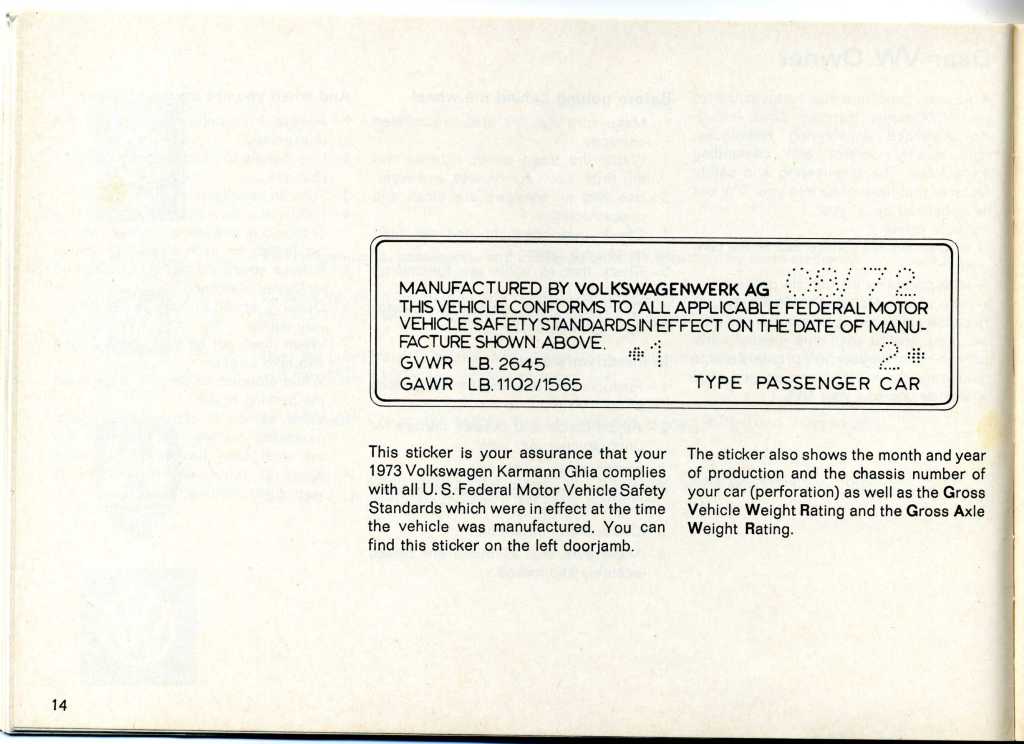 MANUFACTURED BY VOLKSWAGENWERK AG 08/72
THIS VEHICLE CONFORMS TO ALL APPLICABLE FEDERAL MOTOR
VEHICLE SAFETY STANDARDS IN EFFECT ON THE DATE OF MANU-
FACTURE SHOWN ABOVE.
*1 2*
GVWR LB. 2645
GAWR LB. 1102/1565 TYPE PASSENGER CAR
This sticker is your assurance that your
1973 Volkswagen Karmann Ghia complies
with all U. S. Federal Motor Vehicle Safety
Standards which were in effect at the time
the vehicle was manufactured. You can
find this sticker on the left doorjamb.
The sticker also shows the month and year
of production and the chassis number of
your car (perforation) as well as the Gross
Vehicle Weight Rating and the Gross Axle
Weight Rating.
14